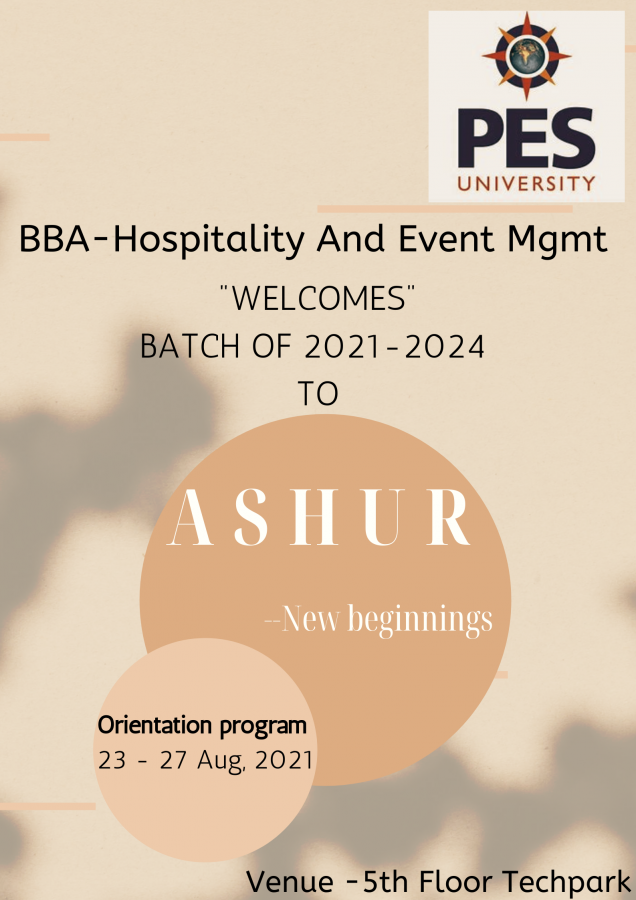 PES
UNIVERSITY
BBA-Hospitality And Event Mgmt
"WELCOMES"
BATCH OF 2021-2024
TO
ASHUR
--New beginnings
Orientation program
23 - 27 Aug, 2021
Venue -5th Floor Techpark